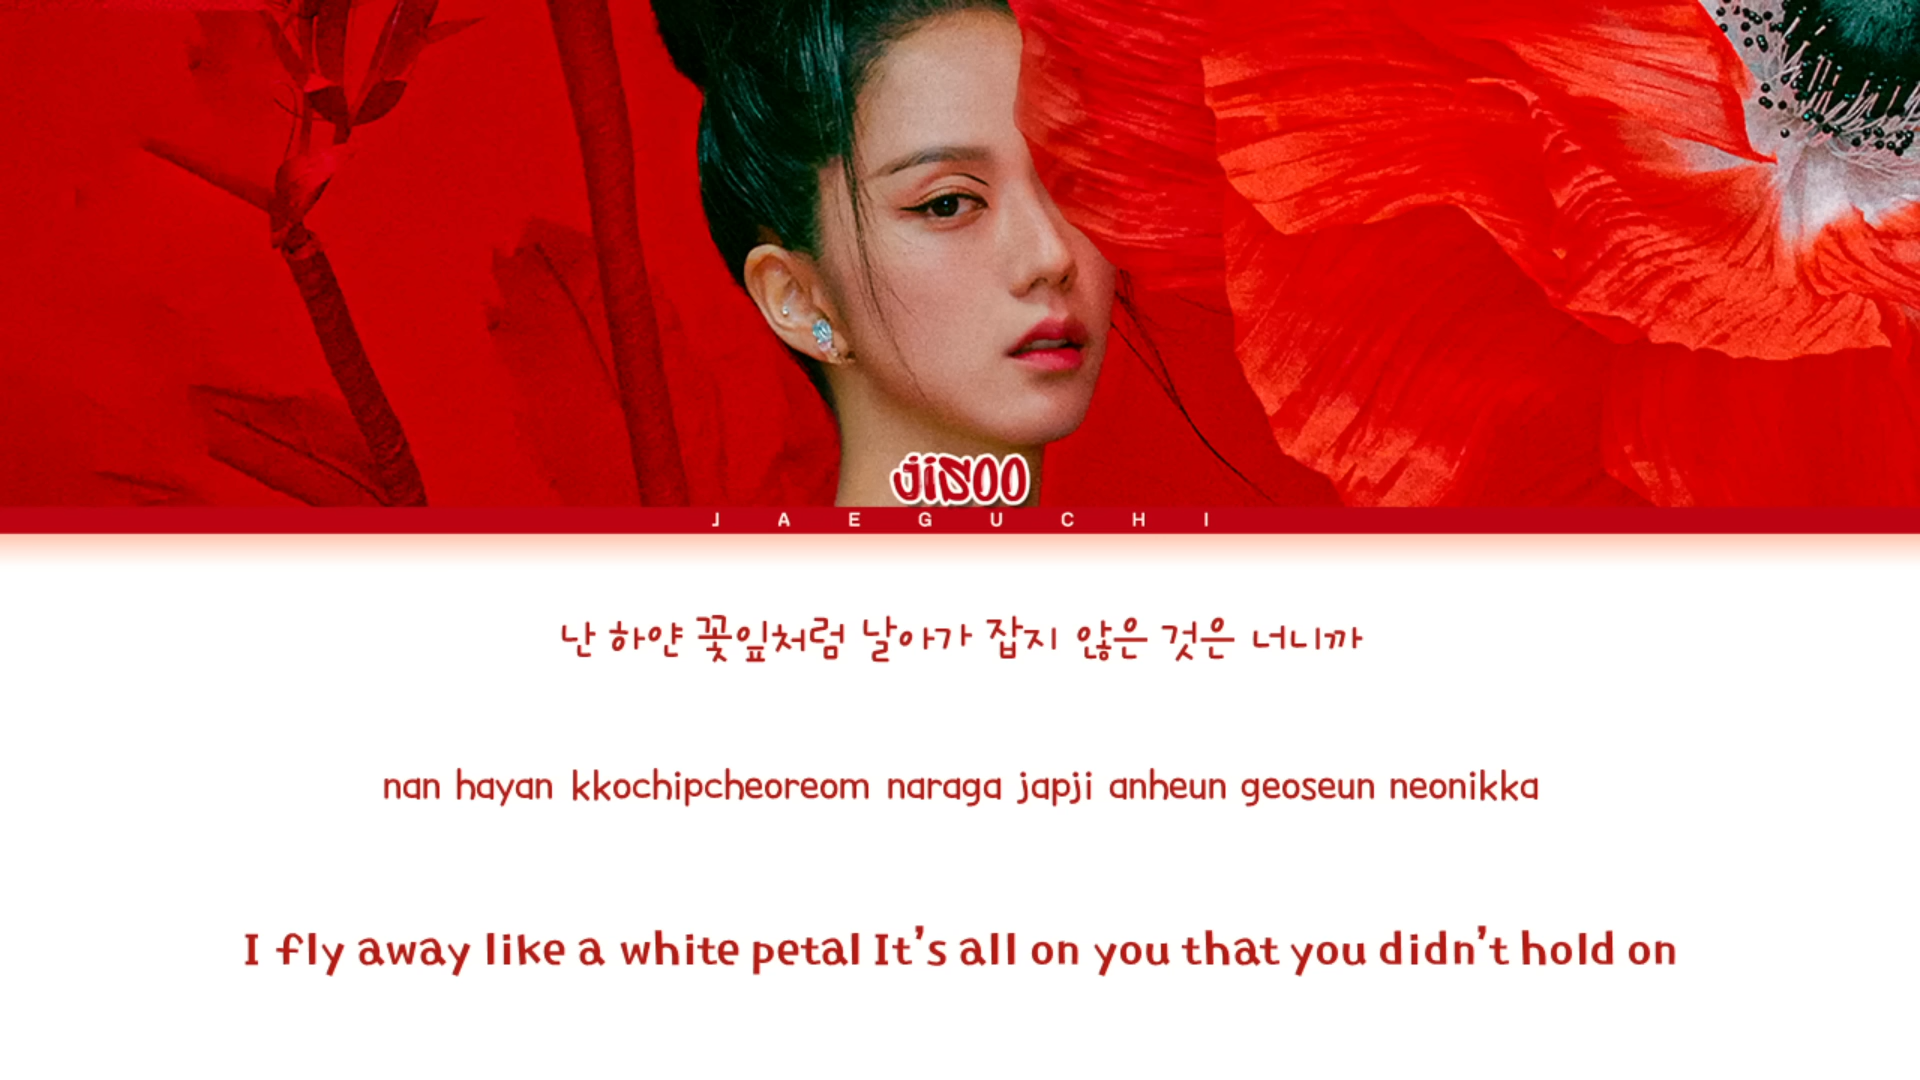 JISOO
JAEGUCHI
난 하얀 꽃잎처럼 날아가 잡지 않은 것은 너니까
nan hayan kkochipcheoreom naraga japji anheun geoseun neonikka
I fly away like a white petal It's all on you that you didn't hold on